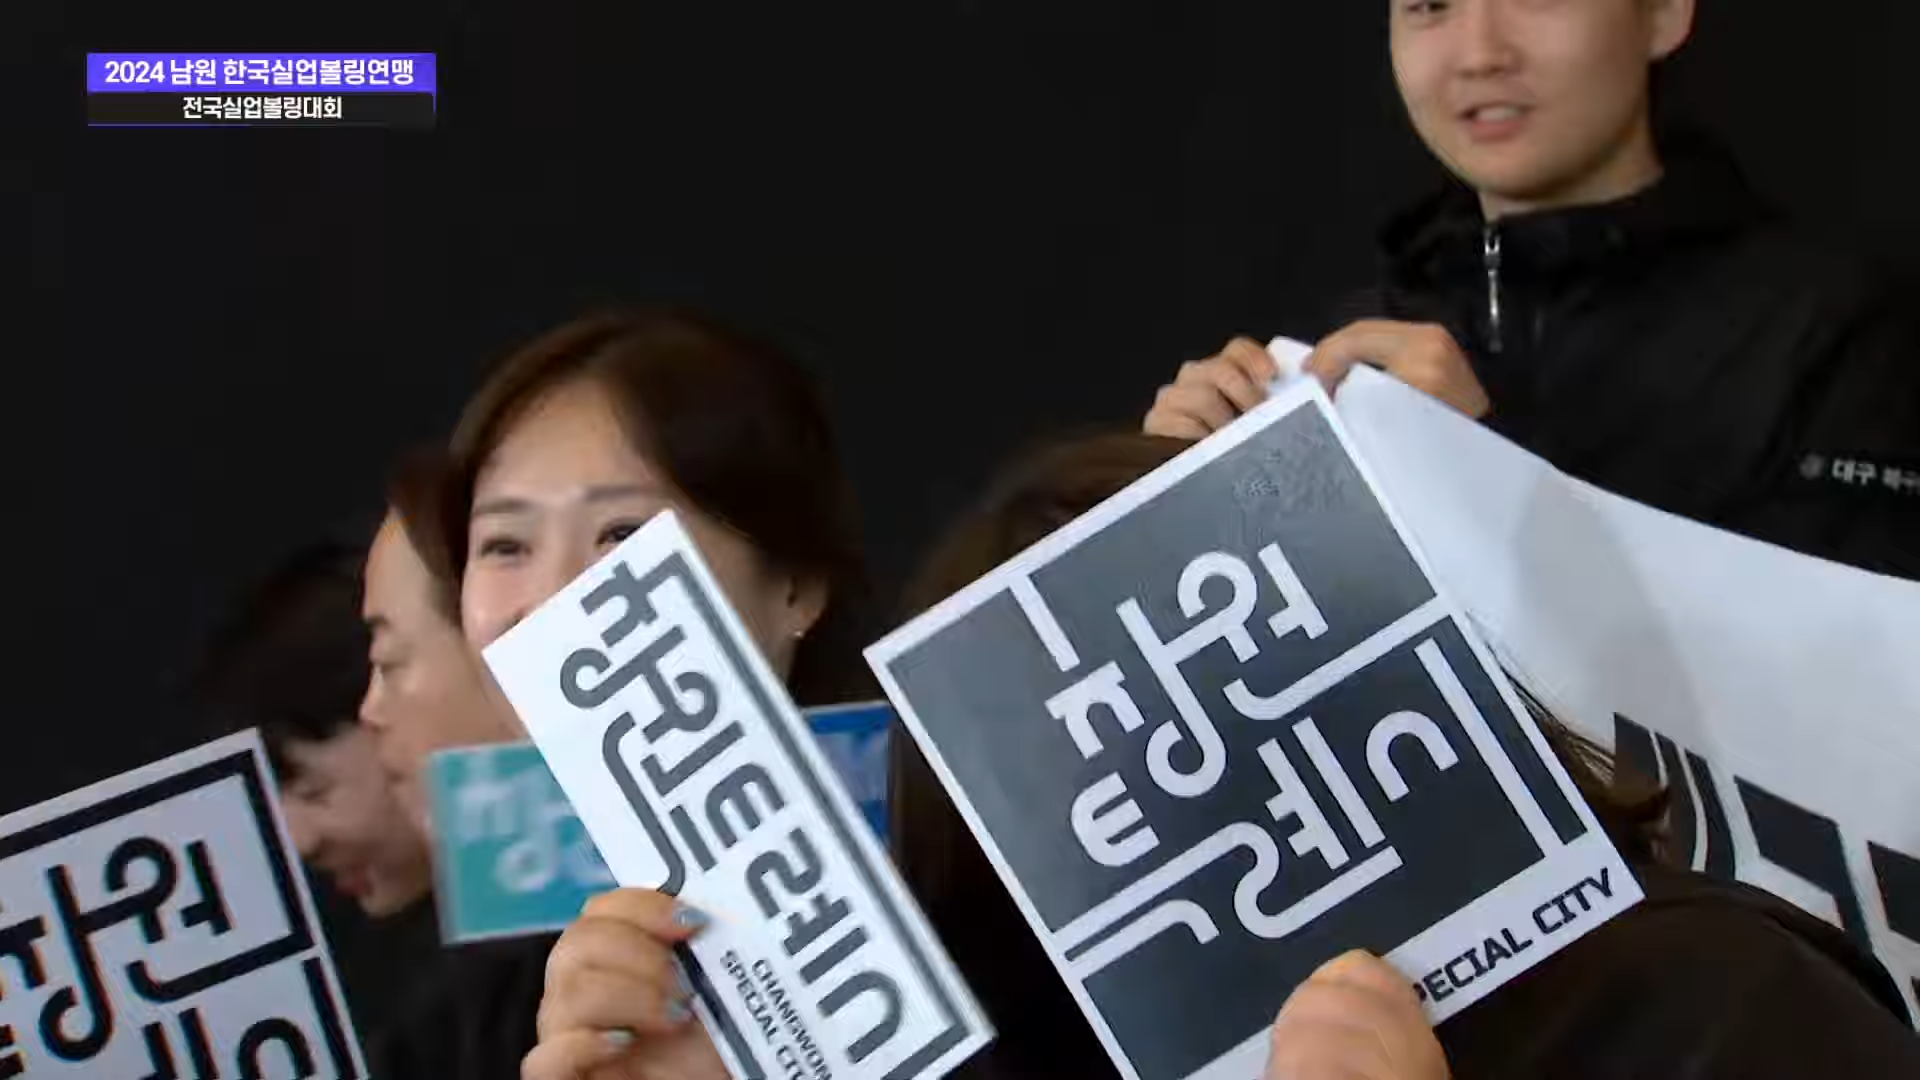 2024 남원 한국실업볼링연맹
전국실업볼링대회
대구 북구
창원
특례시
SPECIAL CITY
창원특례시
CHANGWON
SPECIAL CITY
창원